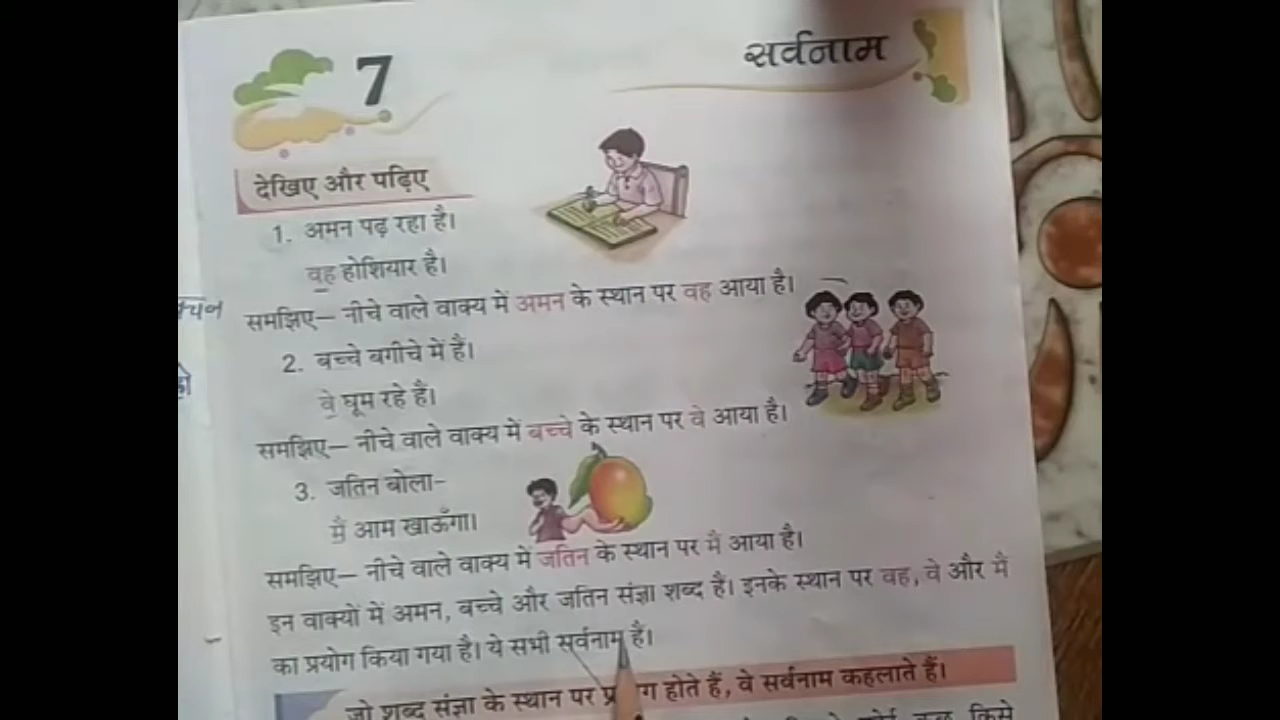 7
सर्वनाम
देखिए और पढ़िए
1. अमन पढ़ रहा है।
वह होशियार है।
समझिए— नीचे वाले वाक्य में अमन के स्थान पर वह आया है।
2. बच्चे बगीचे में हैं।
वे घूम रहे हैं।
समझिए— नीचे वाले वाक्य में बच्चे के स्थान पर वे आया है।
3. जतिन बोला-
मैं आम खाऊँगा।
समझिए— नीचे वाले वाक्य में जतिन के स्थान पर मैं आया है।
इन वाक्यों में अमन, बच्चे और जतिन संज्ञा शब्द हैं। इनके स्थान पर वह, वे और मैं
का प्रयोग किया गया है। ये सभी सर्वनाम हैं।
जो शब्द संज्ञा के स्थान पर प्रयोग होते हैं, वे सर्वनाम कहलाते हैं।